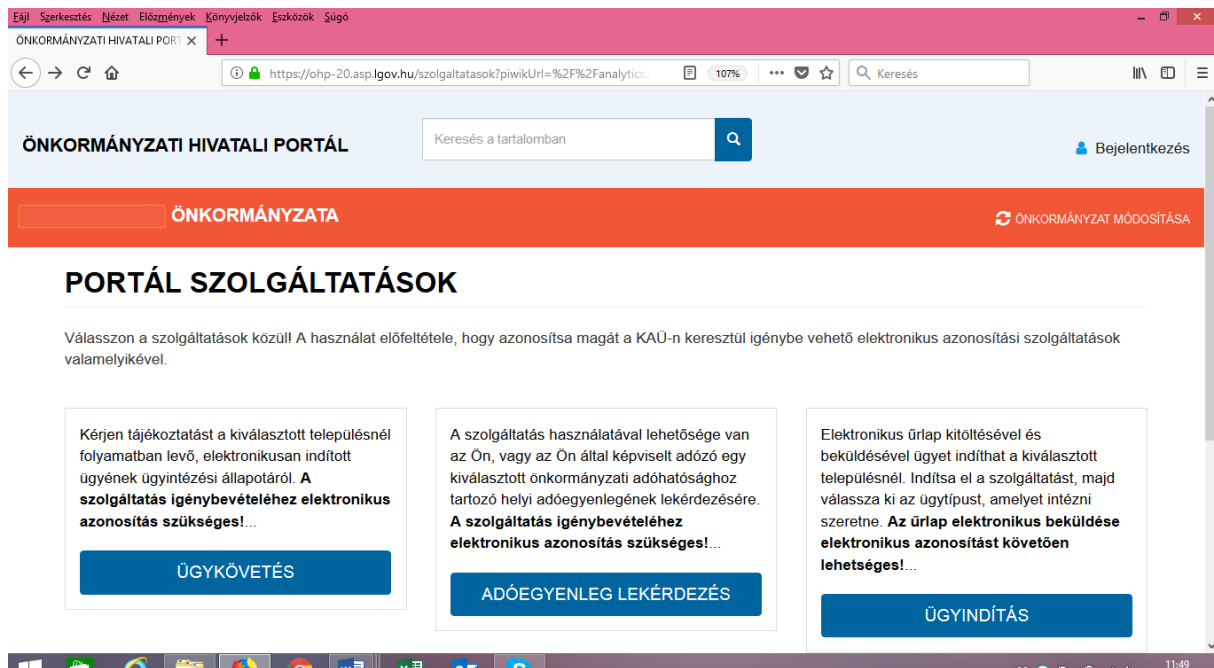 Fájl Szerkesztés Nézet Előzmények Könyvjelzők Eszközök Súgó
ÖNKORMÁNYZATI HIVATALI PORT
https://ohp-20.asp.lgov.hu/szolgaltatasok?piwikUrl=%2F%2Fanalytics.
107%
Keresés
ÖNKORMÁNYZATI HIVATALI PORTÁL
Keresés a tartalomban
Bejelentkezés
ÖNKORMÁNYZATA
ÖNKORMÁNYZAT MÓDOSÍTÁSA
PORTÁL SZOLGÁLTATÁSOK
Válasszon a szolgáltatások közül! A használat előfeltétele, hogy azonosítsa magát a KAÜ-n keresztül igénybe vehető elektronikus azonosítási szolgáltatások
valamelyikével.
Kérjen tájékoztatást a kiválasztott településnél
folyamatban levő, elektronikusan indított
ügyének ügyintézési állapotáról. A
szolgáltatás igénybevételéhez elektronikus
azonosítás szükséges!...
ÜGYKÖVETÉS
A szolgáltatás használatával lehetősége van
az Ön, vagy az Ön által képviselt adózó egy
kiválasztott önkormányzati adóhatósághoz
tartozó helyi adóegyenlegének lekérdezésére.
A szolgáltatás igénybevételéhez
elektronikus azonosítás szükséges!...
ADÓEGYENLEG LEKÉRDEZÉS
Elektronikus űrlap kitöltésével és
beküldésével ügyet indíthat a kiválasztott
településnél. Indítsa el a szolgáltatást, majd
válassza ki az ügytípust, amelyet intézni
szeretne. Az űrlap elektronikus beküldése
elektronikus azonosítást követően
lehetséges!...
ÜGYINDÍTÁS
11:49